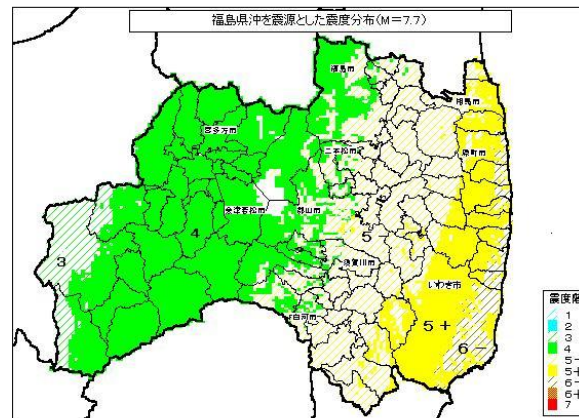 福島県沖を震源とした震度分布(M=7.7)
福島市
相馬市
喜多方市
二本松市
原町市
会津若松市
郡山市
4
5
3
須賀川市
いわき市
白河市
5+
6-
震度階
1
2
3
4
5-
5+
6-
6+
7